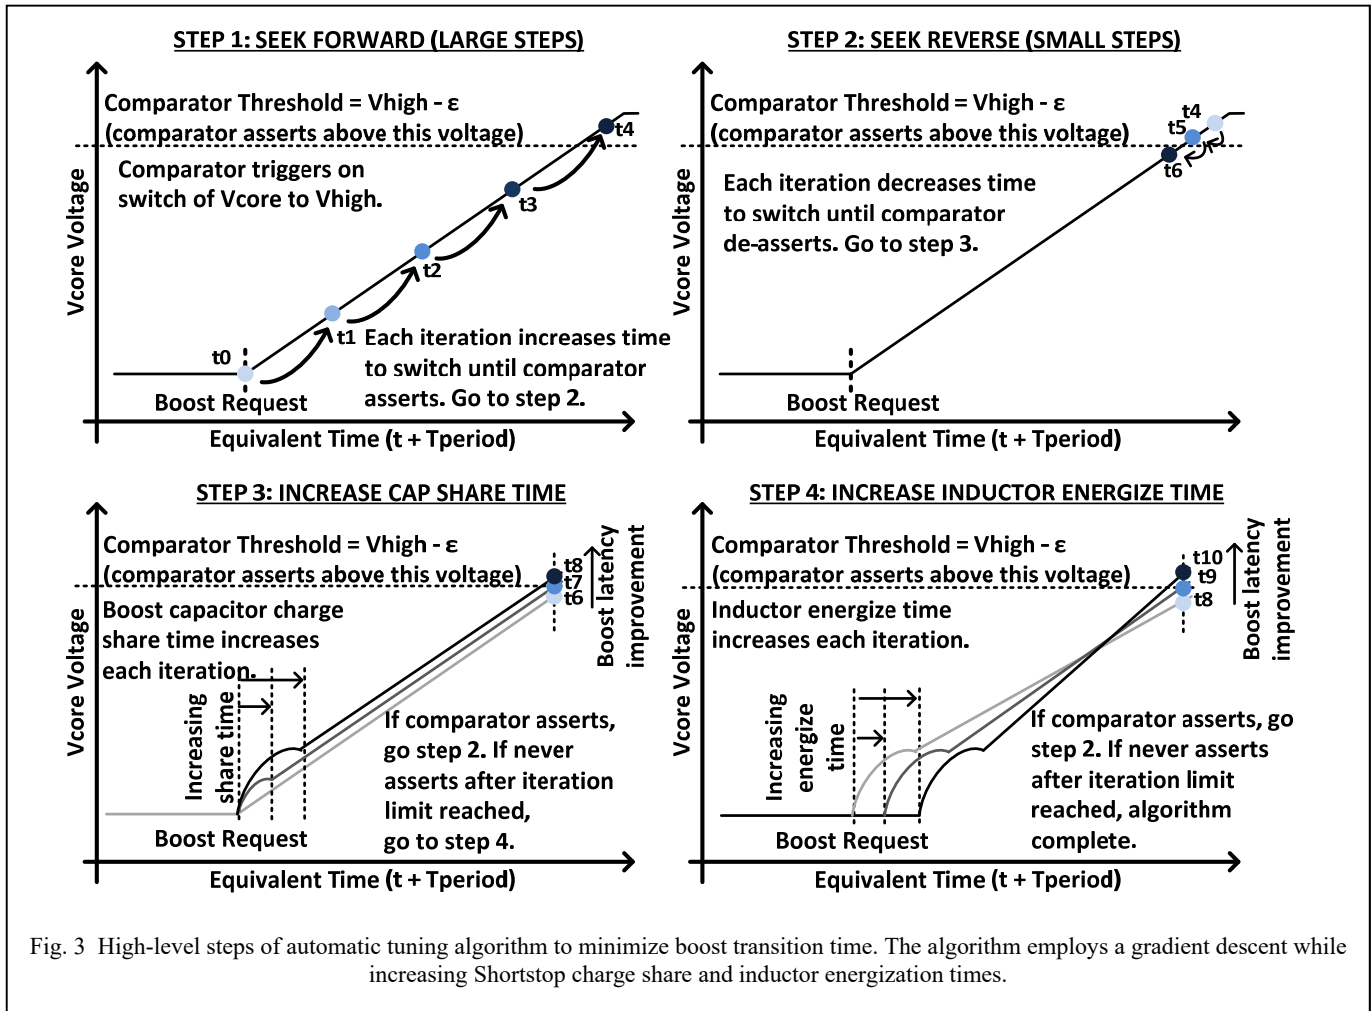 STEP 1: SEEK FORWARD (LARGE STEPS)
Comparator Threshold = Vhigh - ε
(comparator asserts above this voltage)
Comparator triggers on
switch of Vcore to Vhigh.
t4
t3
t2
t1
t0
Each iteration increases time
to switch until comparator
asserts. Go to step 2.
Boost Request
Vcore Voltage
Equivalent Time (t + Tperiod)
STEP 2: SEEK REVERSE (SMALL STEPS)
Comparator Threshold = Vhigh - ε
(comparator asserts above this voltage)
t4
t5
t6
Each iteration decreases time
to switch until comparator
de-asserts. Go to step 3.
Boost Request
Vcore Voltage
Equivalent Time (t + Tperiod)
STEP 3: INCREASE CAP SHARE TIME
Comparator Threshold = Vhigh - ε
(comparator asserts above this voltage)
Boost capacitor charge
share time increases
each iteration.
t8
t7
t6
Boost latency
improvement
Increasing
share time
If comparator asserts,
go step 2. If never
asserts after iteration
limit reached,
go to step 4.
Boost Request
Vcore Voltage
Equivalent Time (t + Tperiod)
STEP 4: INCREASE INDUCTOR ENERGIZE TIME
Comparator Threshold = Vhigh - ε
(comparator asserts above this voltage)
Inductor energize time
increases each iteration.
t10
t9
t8
Boost latency
improvement
Increasing
energize
time
If comparator asserts, go
step 2. If never asserts
after iteration limit
reached, algorithm
complete.
Boost Request
Vcore Voltage
Equivalent Time (t + Tperiod)
Fig. 3 High-level steps of automatic tuning algorithm to minimize boost transition time. The algorithm employs a gradient descent while
increasing Shortstop charge share and inductor energization times.